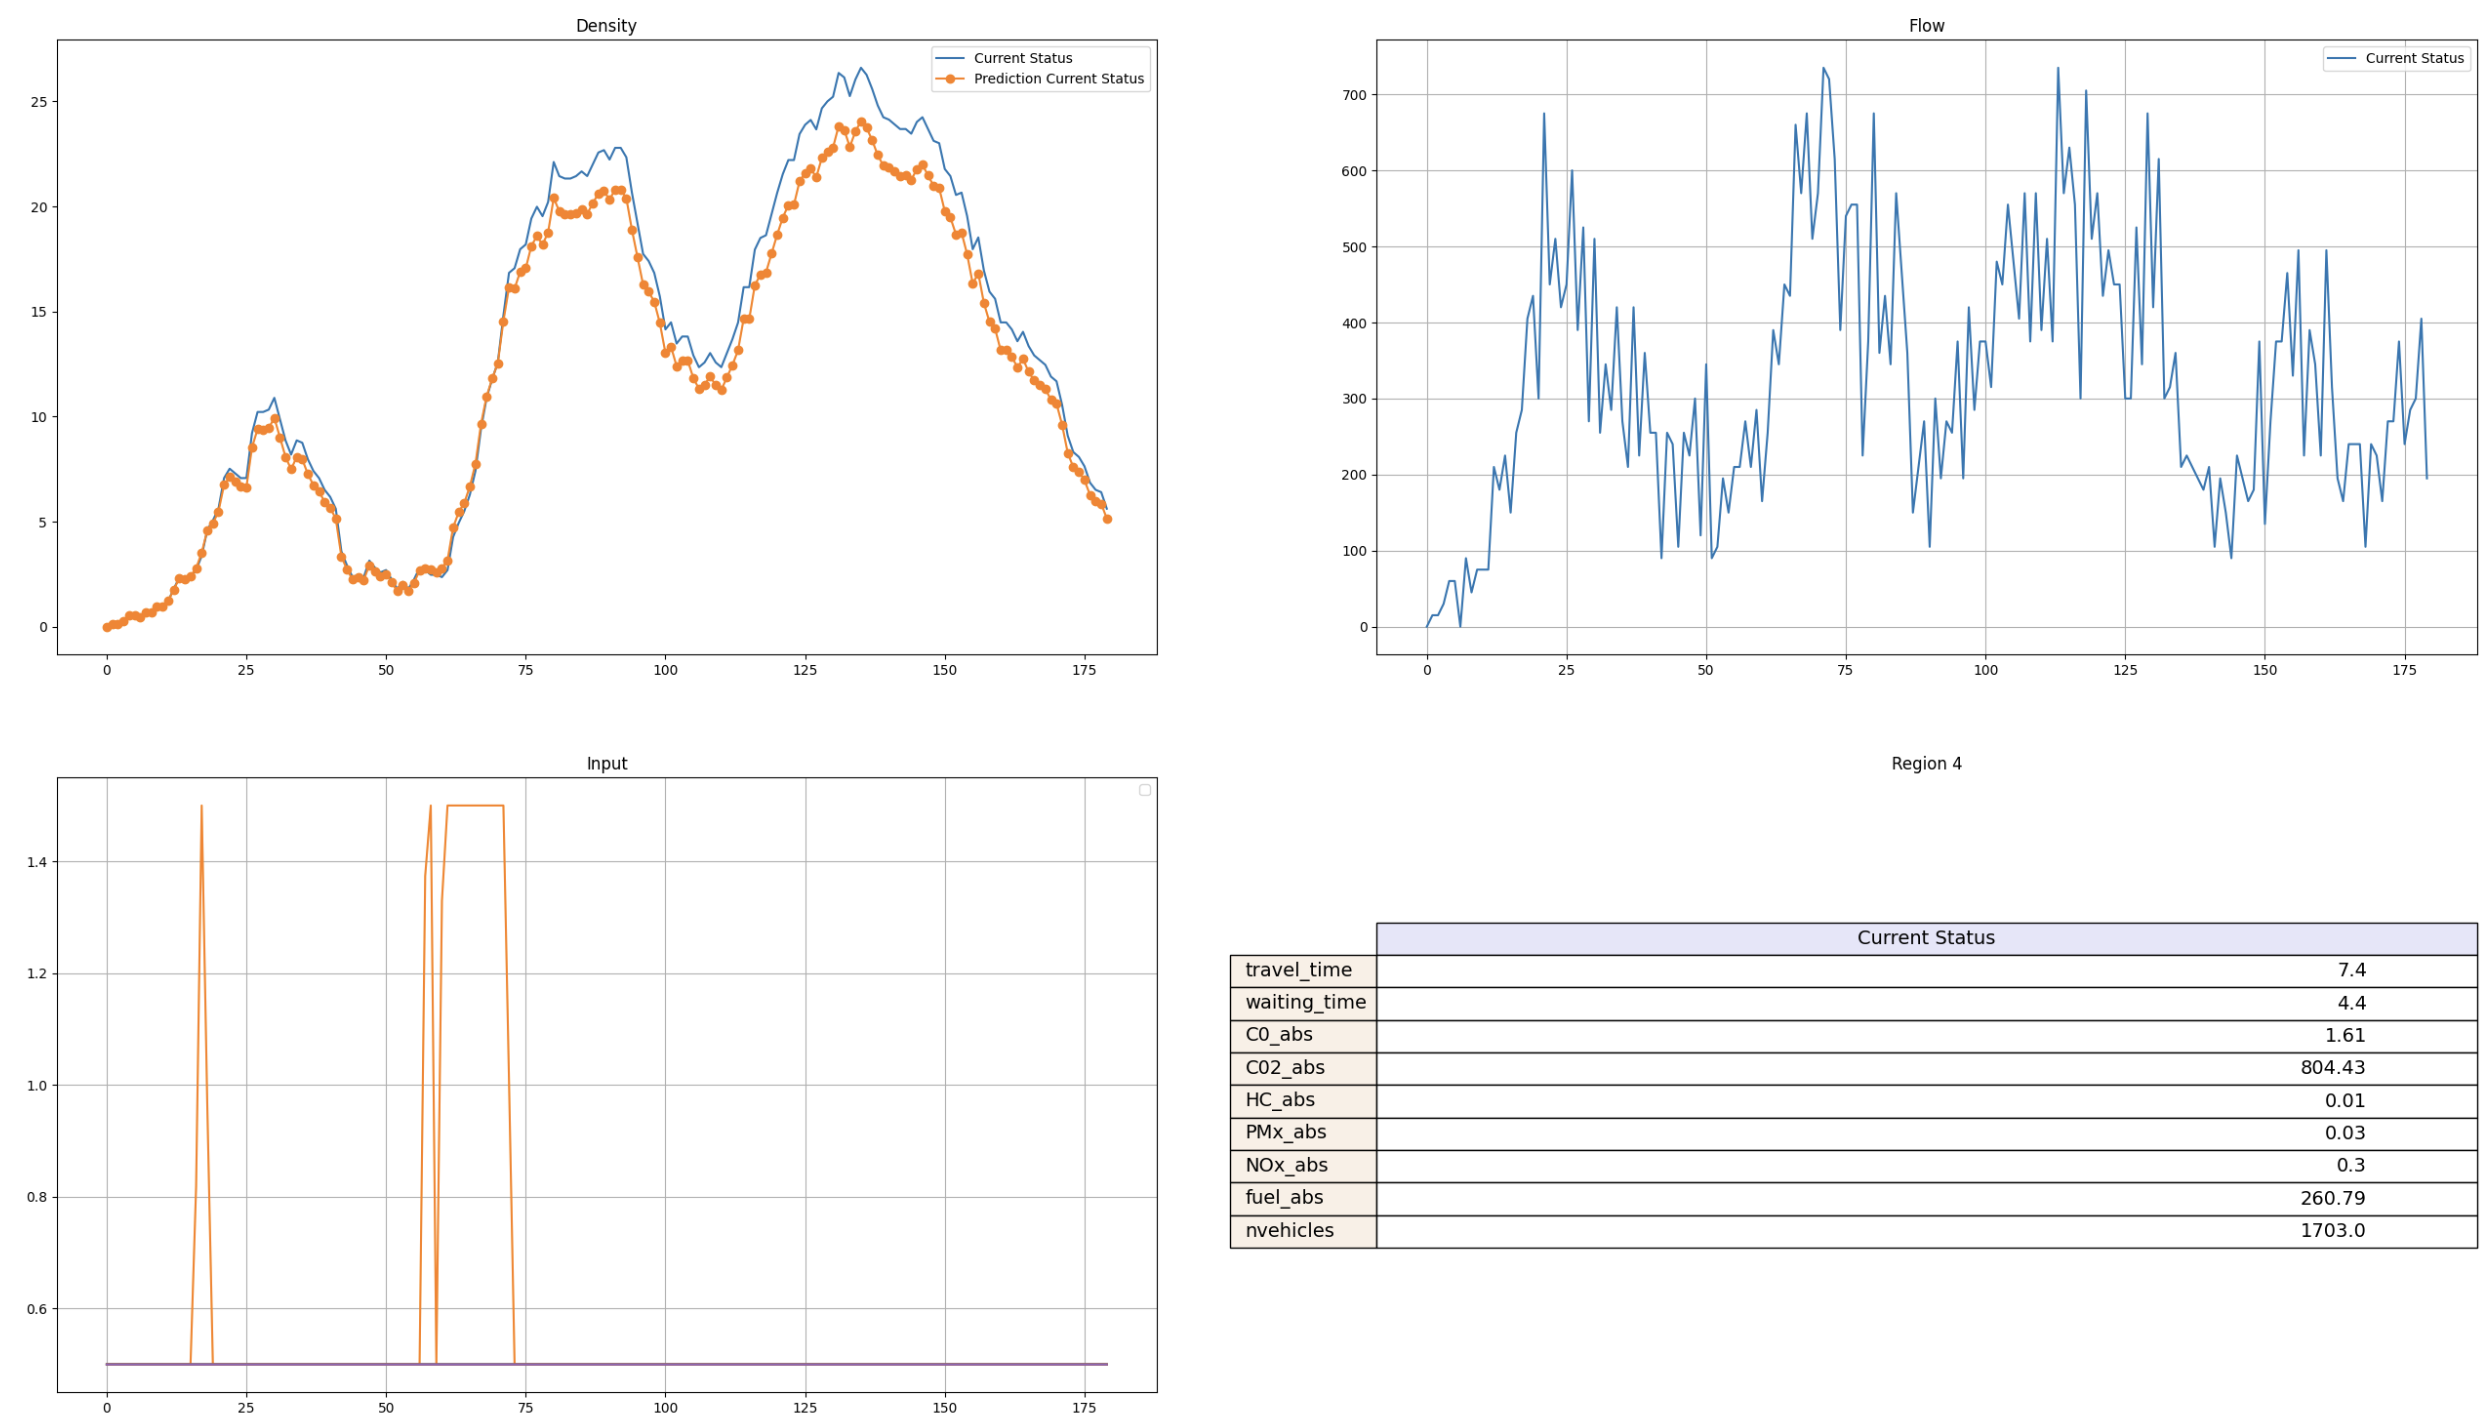 Density
Current Status
Prediction Current Status
25
20
15
10
5
0
0 25 50 75 100 125 150 175
Flow
Current Status
700
600
500
400
300
200
100
0
0 25 50 75 100 125 150 175
Input
1.4
1.2
1.0
0.8
0.6
0 25 50 75 100 125 150 175
Region 4
Current Status
travel_time 7.4
waiting_time 4.4
C0_abs 1.61
C02_abs 804.43
HC_abs 0.01
PMx_abs 0.03
NOx_abs 0.3
fuel_abs 260.79
nvehicles 1703.0